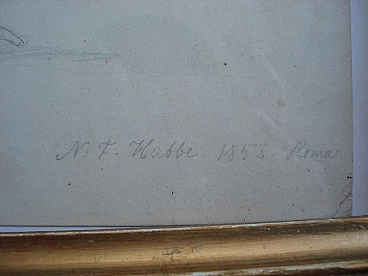 N. F. Habbe. 1858. Roma